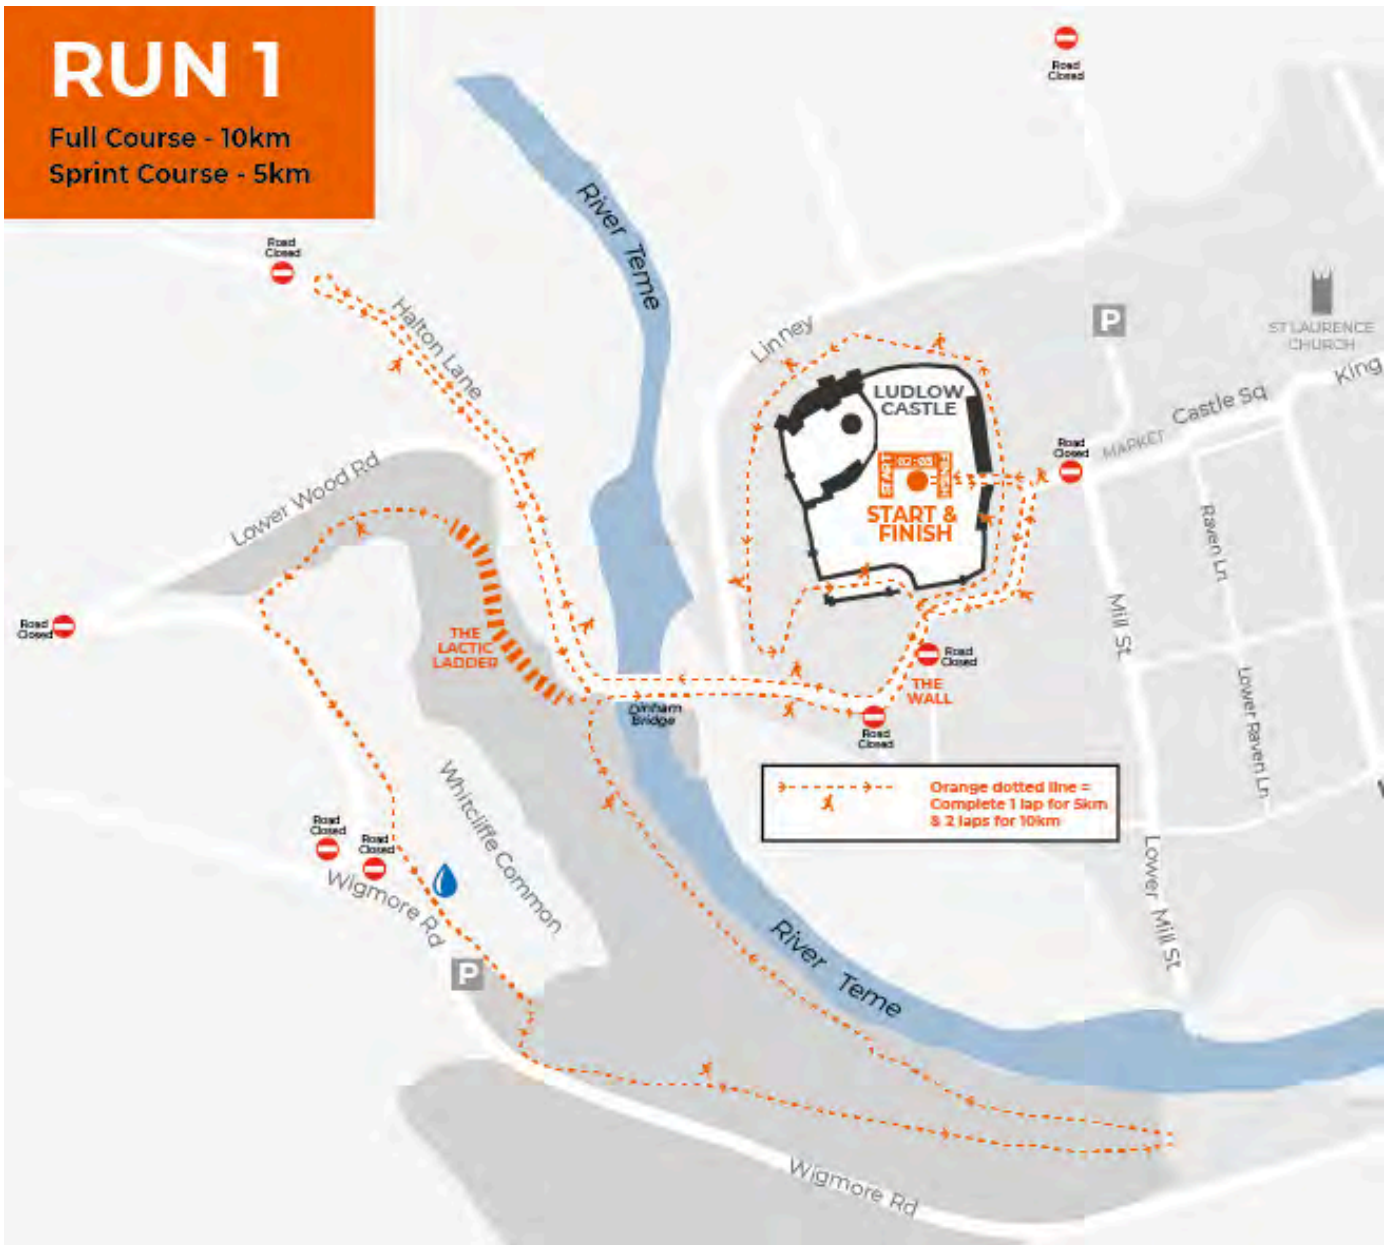 RUN 1
Full Course - 10km
Sprint Course - 5km
Road
Closed
River Teme
Road
Closed
Halton Lane
Linney
P
ST LAURENCE
CHURCH
King
Castle Sq
MARKET
Road
Closed
LUDLOW
CASTLE
START
02:00
FINISH
START &
FINISH
Lower Wood Rd
Raven Ln
Road
Closed
THE
LACTIC
LADDER
Mill St
Road
Closed
THE
WALL
Dinham
Bridge
Road
Closed
Lower Raven Ln
Orange dotted line =
Complete 1 lap for 5km
& 2 laps for 10km
Whitcliffe Common
Road
Closed
Road
Closed
Wigmore Rd
P
Lower Mill St
River Teme
Wigmore Rd